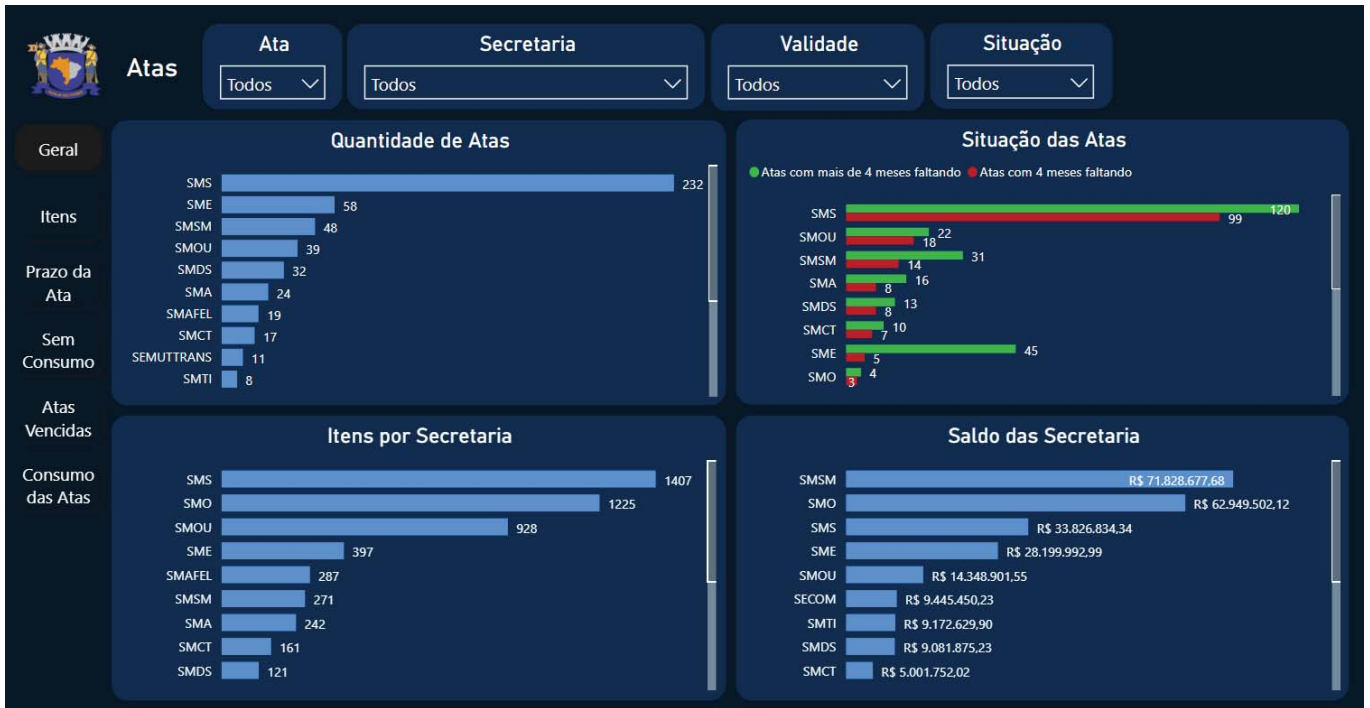 Atas
Ata
Todos
Secretaria
Todos
Validade
Todos
Situação
Todos
Geral
Itens
Prazo da
Ata
Sem
Consumo
Atas
Vencidas
Consumo
das Atas
Quantidade de Atas
SMS 232
SME 58
SMSM 48
SMOU 39
SMDS 32
SMA 24
SMAFEL 19
SMCT 17
SEMUTTRANS 11
SMTI 8
Situação das Atas
Atas com mais de 4 meses faltando Atas com 4 meses faltando
SMS 120 99
SMOU 22 18
SMSM 31 14
SMA 16 8
SMDS 13 8
SMCT 10 7
SME 45 5
SMO 4 3
Itens por Secretaria
SMS 1407
SMO 1225
SMOU 928
SME 397
SMAFEL 287
SMSM 271
SMA 242
SMCT 161
SMDS 121
Saldo das Secretaria
SMSM R$ 71.828.677,68
SMO R$ 62.949.502,12
SMS R$ 33.826.834,34
SME R$ 28.199.992,99
SMOU R$ 14.348.901,55
SECOM R$ 9.445.450,23
SMTI R$ 9.172.629,90
SMDS R$ 9.081.875,23
SMCT R$ 5.001.752,02